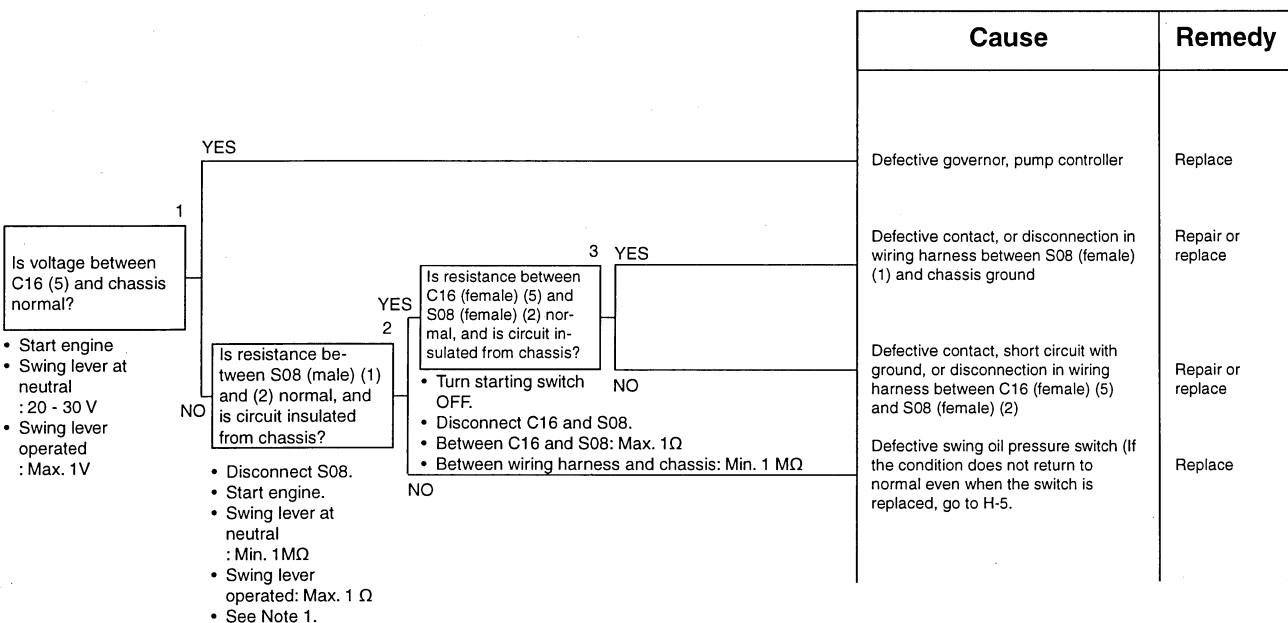 Cause
Remedy
YES
Defective governor, pump controller
Replace
1
Is voltage between
C16 (5) and chassis
normal?
• Start engine
• Swing lever at
neutral
: 20 - 30 V
• Swing lever
operated
: Max. 1V
NO
YES
2
Is resistance be-
tween S08 (male) (1)
and (2) normal, and
is circuit insulated
from chassis?
• Disconnect S08.
• Start engine.
• Swing lever at
neutral
: Min. 1MΩ
• Swing lever
operated: Max. 1 Ω
• See Note 1.
3
YES
Is resistance between
C16 (female) (5) and
S08 (female) (2) nor-
mal, and is circuit in-
sulated from chassis?
• Turn starting switch
OFF.
• Disconnect C16 and S08.
• Between C16 and S08: Max. 1Ω
• Between wiring harness and chassis: Min. 1 MΩ
NO
NO
Defective contact, or disconnection in
wiring harness between S08 (female)
(1) and chassis ground
Repair or
replace
Defective contact, short circuit with
ground, or disconnection in wiring
harness between C16 (female) (5)
and S08 (female) (2)
Repair or
replace
Defective swing oil pressure switch (If
the condition does not return to
normal even when the switch is
replaced, go to H-5.
Replace